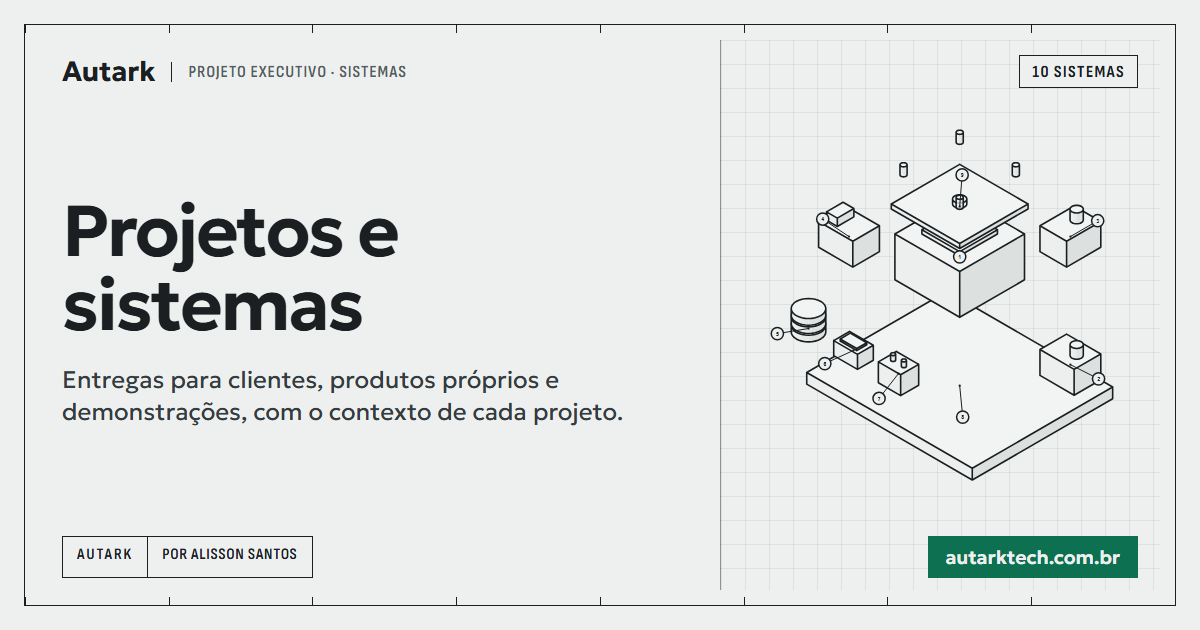 Autark
PROJETO EXECUTIVO · SISTEMAS
10 SISTEMAS
Projetos e
sistemas
Entregas para clientes, produtos próprios e
demonstrações, com o contexto de cada projeto.
AUTARK
POR ALISSON SANTOS
autarktech.com.br